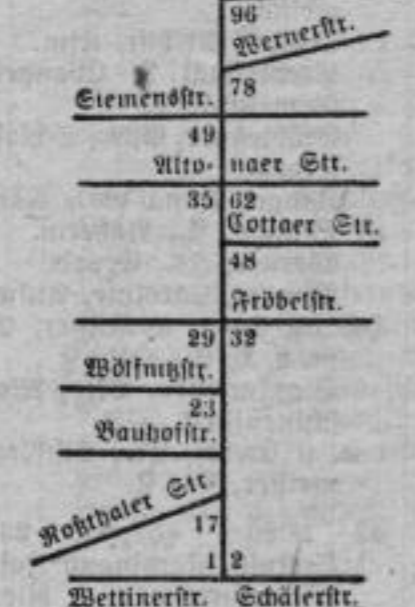 96
Wernerstr.
78
Siemensstr.
49
Alto- naer Str.
35 62
Cottaer Str.
48
Fröbelstr.
29 32
Wölfnitzstr.
23
Bauhofstr.
Roßthaler Str.
17
1 2
Wettinerstr. Schäferstr.